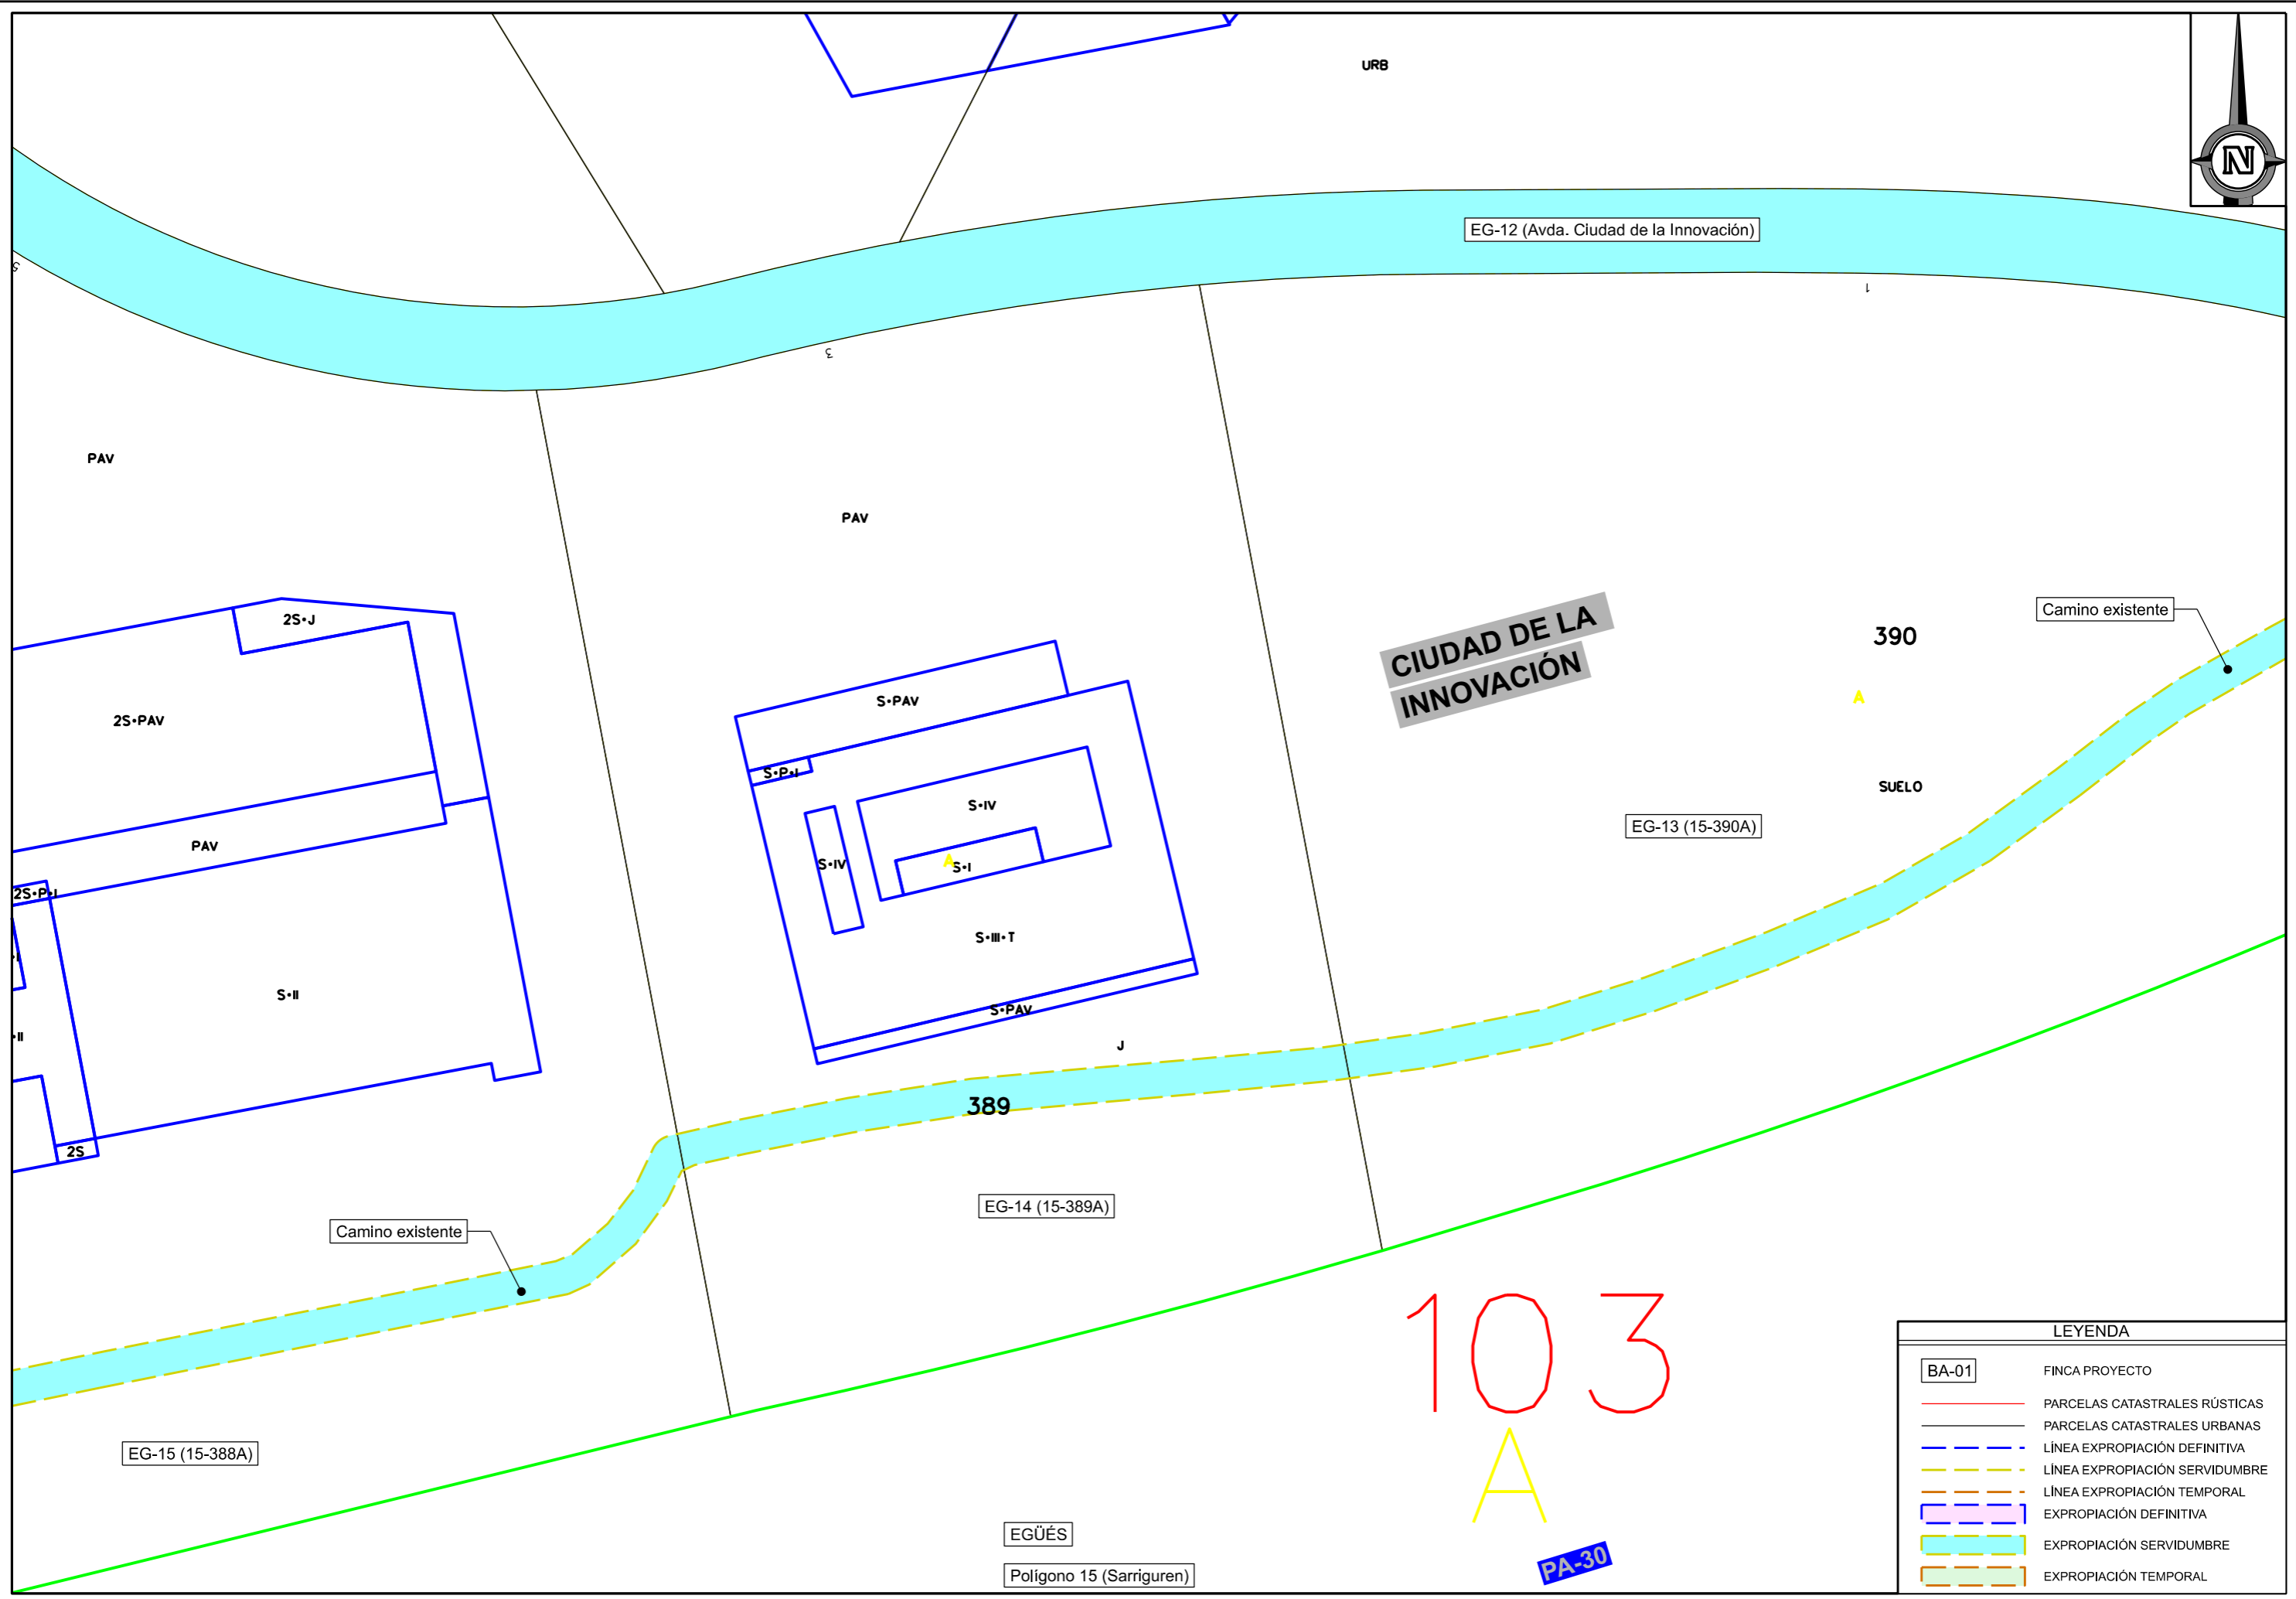 URB
N
EG-12 (Avda. Ciudad de la Innovación)
5
1
3
PAV
PAV
CIUDAD DE LA
INNOVACIÓN
390
Camino existente
A
2S•J
2S•PAV
S•PAV
S•P•I
S•IV
SUELO
EG-13 (15-390A)
PAV
S•IV
A
S•I
2S•P•I
S•III•T
•I
S•II
S•PAV
•II
J
389
2S
EG-14 (15-389A)
Camino existente
103
A
EG-15 (15-388A)
EGÜÉS
Polígono 15 (Sarriguren)
PA-30
LEYENDA
BA-01 FINCA PROYECTO
PARCELAS CATASTRALES RÚSTICAS
PARCELAS CATASTRALES URBANAS
LÍNEA EXPROPIACIÓN DEFINITIVA
LÍNEA EXPROPIACIÓN SERVIDUMBRE
LÍNEA EXPROPIACIÓN TEMPORAL
EXPROPIACIÓN DEFINITIVA
EXPROPIACIÓN SERVIDUMBRE
EXPROPIACIÓN TEMPORAL